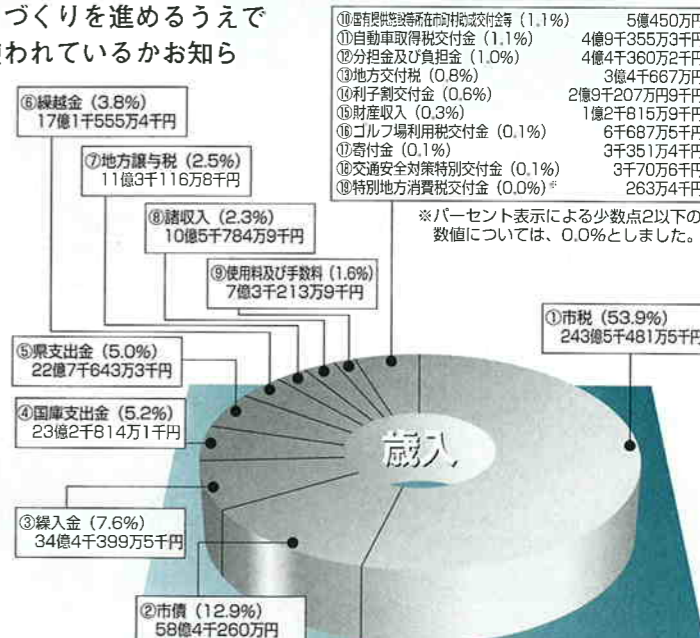 づくりを進めるうえで
われているかお知ら
⑩国有提供施設等所在市町村助成交付金等（1.1%） 5億450万円
⑪自動車取得税交付金（1.1%） 4億9千355万3千円
⑫分担金及び負担金（1.0%） 4億4千360万2千円
⑬地方交付税（0.8%） 3億4千667万円
⑭利子割交付金（0.6%） 2億9千207万9千円
⑮財産収入（0.3%） 1億2千815万9千円
⑯ゴルフ場利用税交付金（0.1%） 6千687万5千円
⑰寄付金（0.1%） 3千351万4千円
⑱交通安全対策特別交付金（0.1%） 3千70万6千円
⑲特別地方消費税交付金（0.0%）※ 263万4千円
※パーセント表示による少数点2以下の
数値については、0.0%としました。
⑥繰越金（3.8%）
17億1千555万4千円
⑦地方譲与税（2.5%）
11億3千116万8千円
⑧諸収入（2.3%）
10億5千784万9千円
⑨使用料及び手数料（1.6%）
7億3千213万9千円
①市税（53.9%）
243億5千481万5千円
⑤県支出金（5.0%）
22億7千643万3千円
④国庫支出金（5.2%）
23億2千814万1千円
③繰入金（7.6%）
34億4千399万5千円
②市債（12.9%）
58億4千260万円
歳入